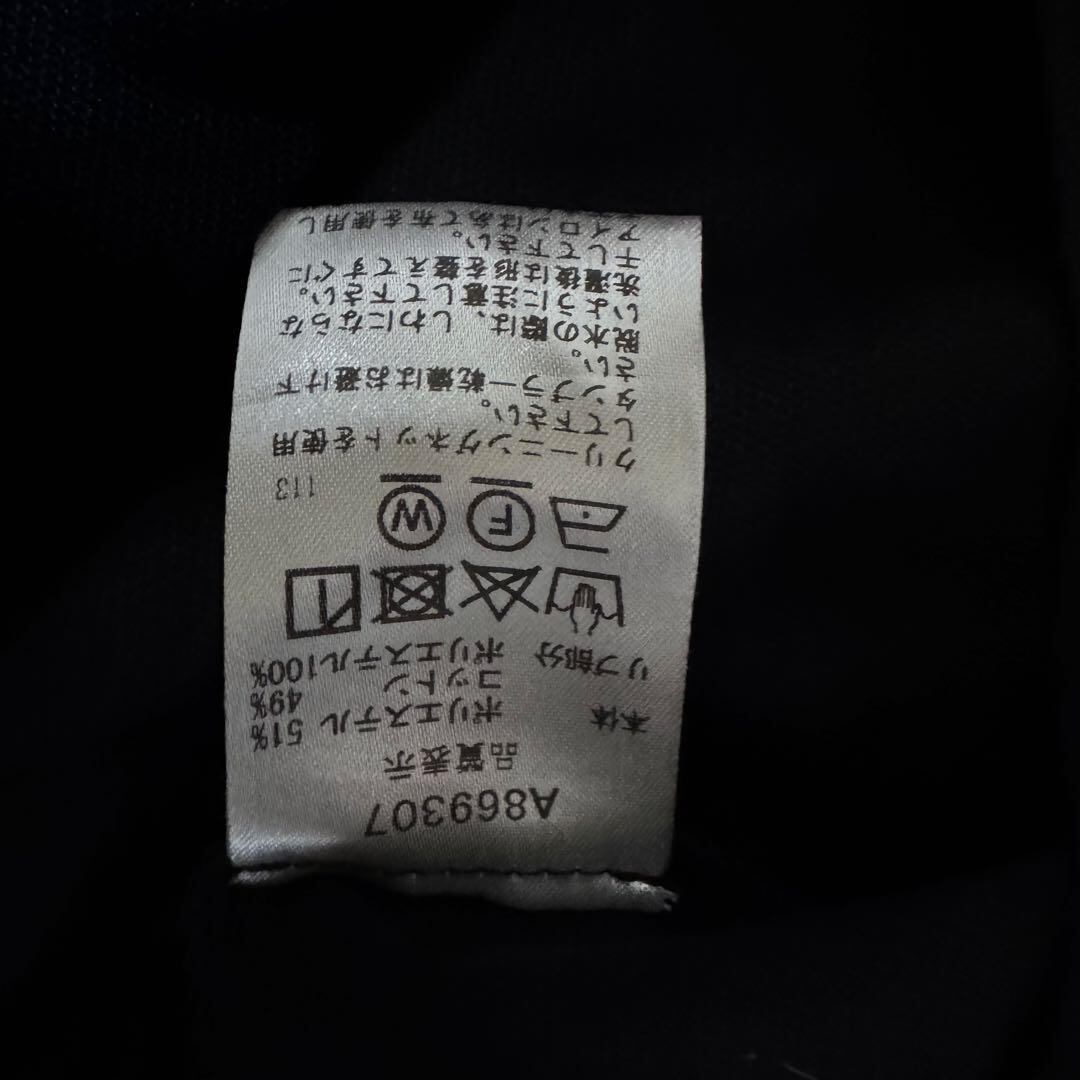 A869307
品質表示
本体 ポリエステル 51%
コットン 49%
リブ部分 ポリエステル100%
F W
113
クリーニングネットを使用
して下さい。
タンブラー乾燥はお避け下
さい。
脱水の際は、しわにならな
いように注意して下さい。
洗濯後は形を整えてすぐに
干して下さい。
アイロンはあて布を使用し